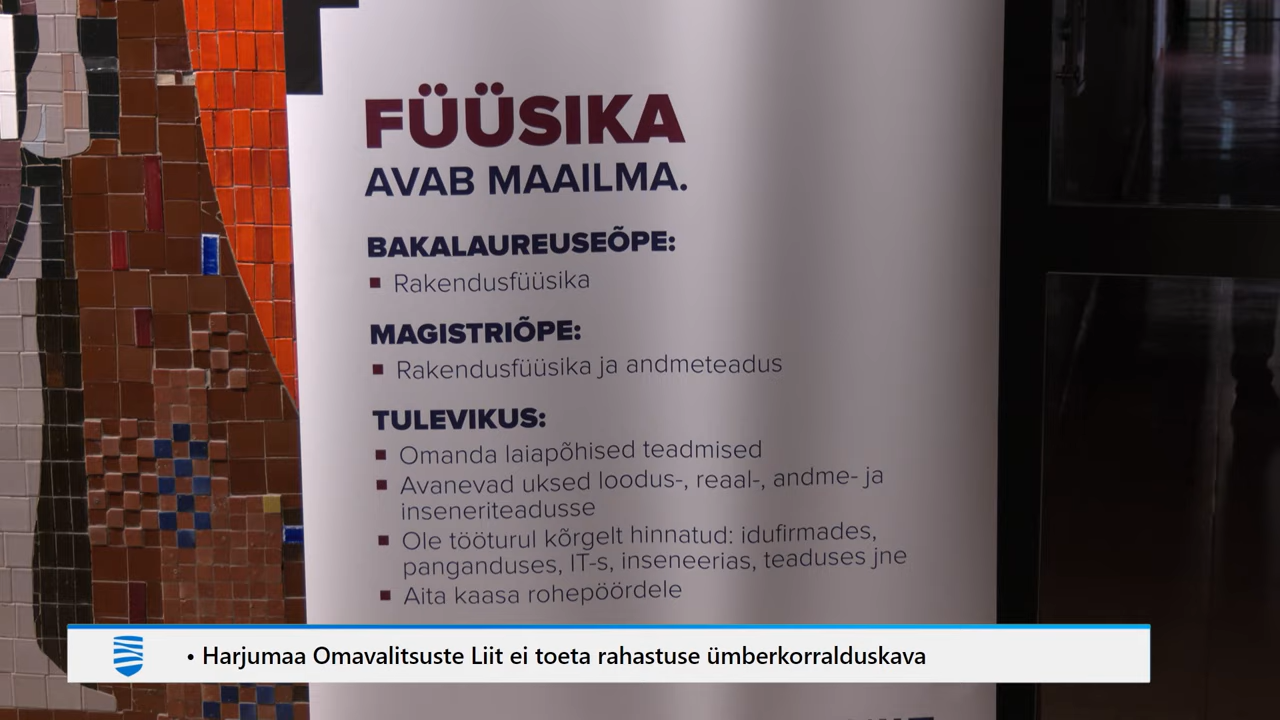 FÜÜSIKA
AVAB MAAILMA.
BAKALAUREUSEÕPE:
▪ Rakendusfüüsika
MAGISTRIÕPE:
▪ Rakendusfüüsika ja andmeteadus
TULEVIKUS:
▪ Omanda laiapõhised teadmised
▪ Avanevad uksed loodus-, reaal-, andme- ja
inseneriteadusse
▪ Ole tööturul kõrgelt hinnatud: idufirmades,
panganduses, IT-s, inseneerias, teaduses jne
▪ Aita kaasa rohepöördele
• Harjumaa Omavalitsuste Liit ei toeta rahastuse ümberkorralduskava